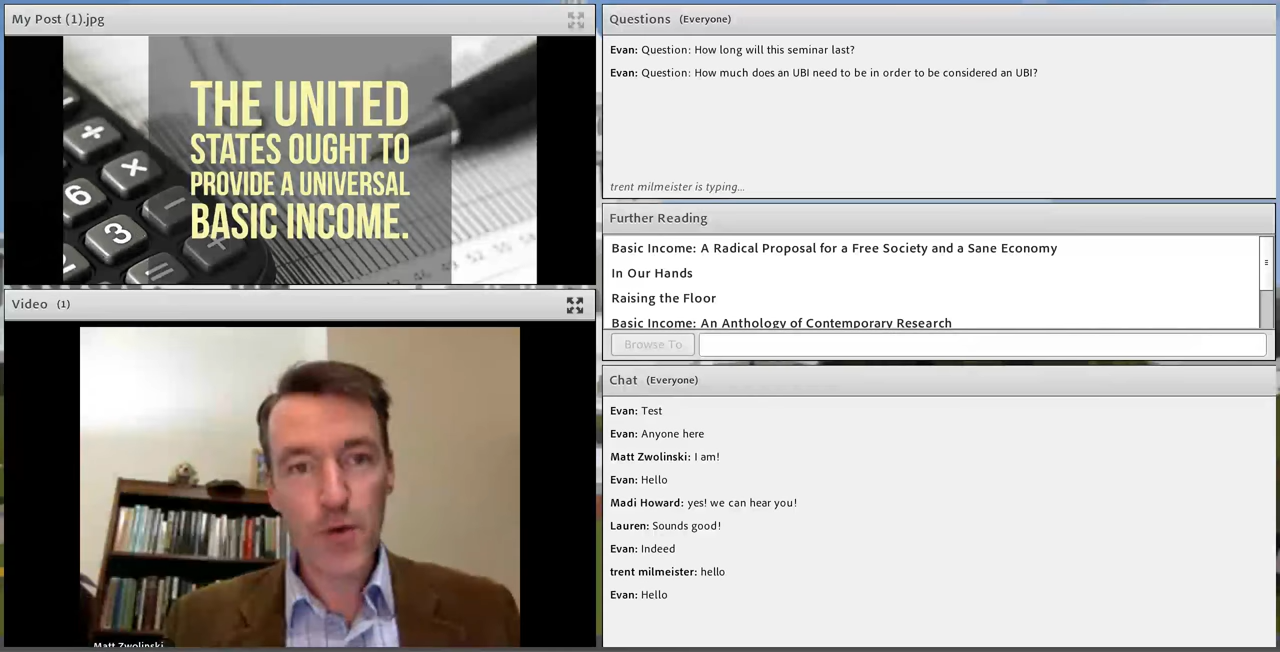 My Post (1).jpg
THE UNITED
STATES OUGHT TO
PROVIDE A UNIVERSAL
BASIC INCOME.
Video (1)
Matt Zwolinski
Questions (Everyone)
Evan: Question: How long will this seminar last?
Evan: Question: How much does an UBI need to be in order to be considered an UBI?
trent milmeister is typing...
Further Reading
Basic Income: A Radical Proposal for a Free Society and a Sane Economy
In Our Hands
Raising the Floor
Basic Income: An Anthology of Contemporary Research
Browse To
Chat (Everyone)
Evan: Test
Evan: Anyone here
Matt Zwolinski: I am!
Evan: Hello
Madi Howard: yes! we can hear you!
Lauren: Sounds good!
Evan: Indeed
trent milmeister: hello
Evan: Hello